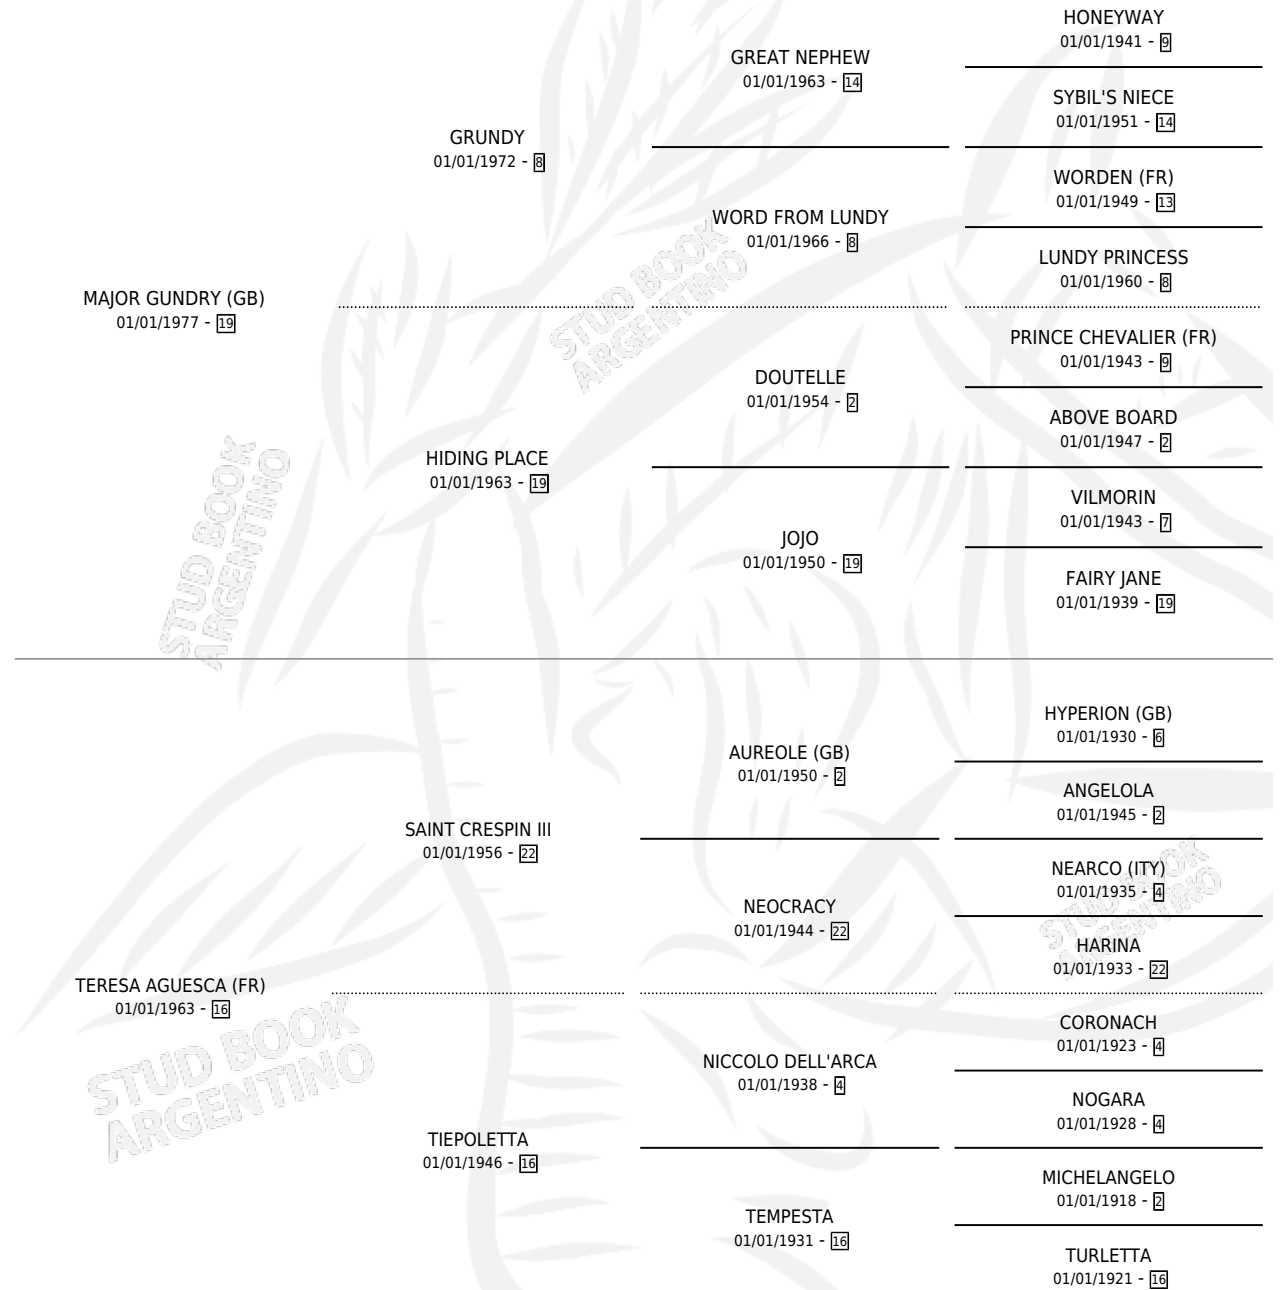 HONEYWAY
01/01/1941 - 9
GREAT NEPHEW
01/01/1963 - 14
SYBIL'S NIECE
01/01/1951 - 14
GRUNDY
01/01/1972 - 8
WORDEN (FR)
01/01/1949 - 13
WORD FROM LUNDY
01/01/1966 - 8
LUNDY PRINCESS
01/01/1960 - 8
MAJOR GUNDRY (GB)
01/01/1977 - 19
STUD BOOK
ARGENTINO
PRINCE CHEVALIER (FR)
01/01/1943 - 9
DOUTELLE
01/01/1954 - 2
ABOVE BOARD
01/01/1947 - 2
HIDING PLACE
01/01/1963 - 19
VILMORIN
01/01/1943 - 7
JOJO
01/01/1950 - 19
FAIRY JANE
01/01/1939 - 19
STUD BOOK
ARGENTINO
HYPERION (GB)
01/01/1930 - 6
AUREOLE (GB)
01/01/1950 - 2
ANGELOLA
01/01/1945 - 2
SAINT CRESPIN III
01/01/1956 - 22
NEARCO (ITY)
01/01/1935 - 4
NEOCRACY
01/01/1944 - 22
STUD BOOK
ARGENTINO
HARINA
01/01/1933 - 22
TERESA AGUESCA (FR)
01/01/1963 - 16
STUD BOOK
ARGENTINO
CORONACH
01/01/1923 - 4
NICCOLO DELL'ARCA
01/01/1938 - 4
NOGARA
01/01/1928 - 4
TIEPOLETTA
01/01/1946 - 16
MICHELANGELO
01/01/1918 - 2
TEMPESTA
01/01/1931 - 16
TURLETTA
01/01/1921 - 16